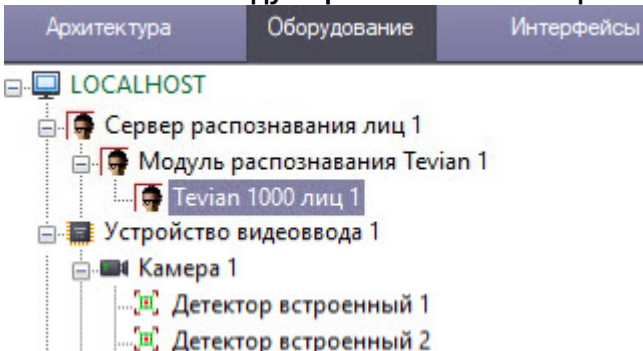 Архитектура Оборудование Интерфейсы
LOCALHOST
Сервер распознавания лиц 1
Модуль распознавания Tevian 1
Tevian 1000 лиц 1
Устройство видеоввода 1
Камера 1
Детектор встроенный 1
Детектор встроенный 2